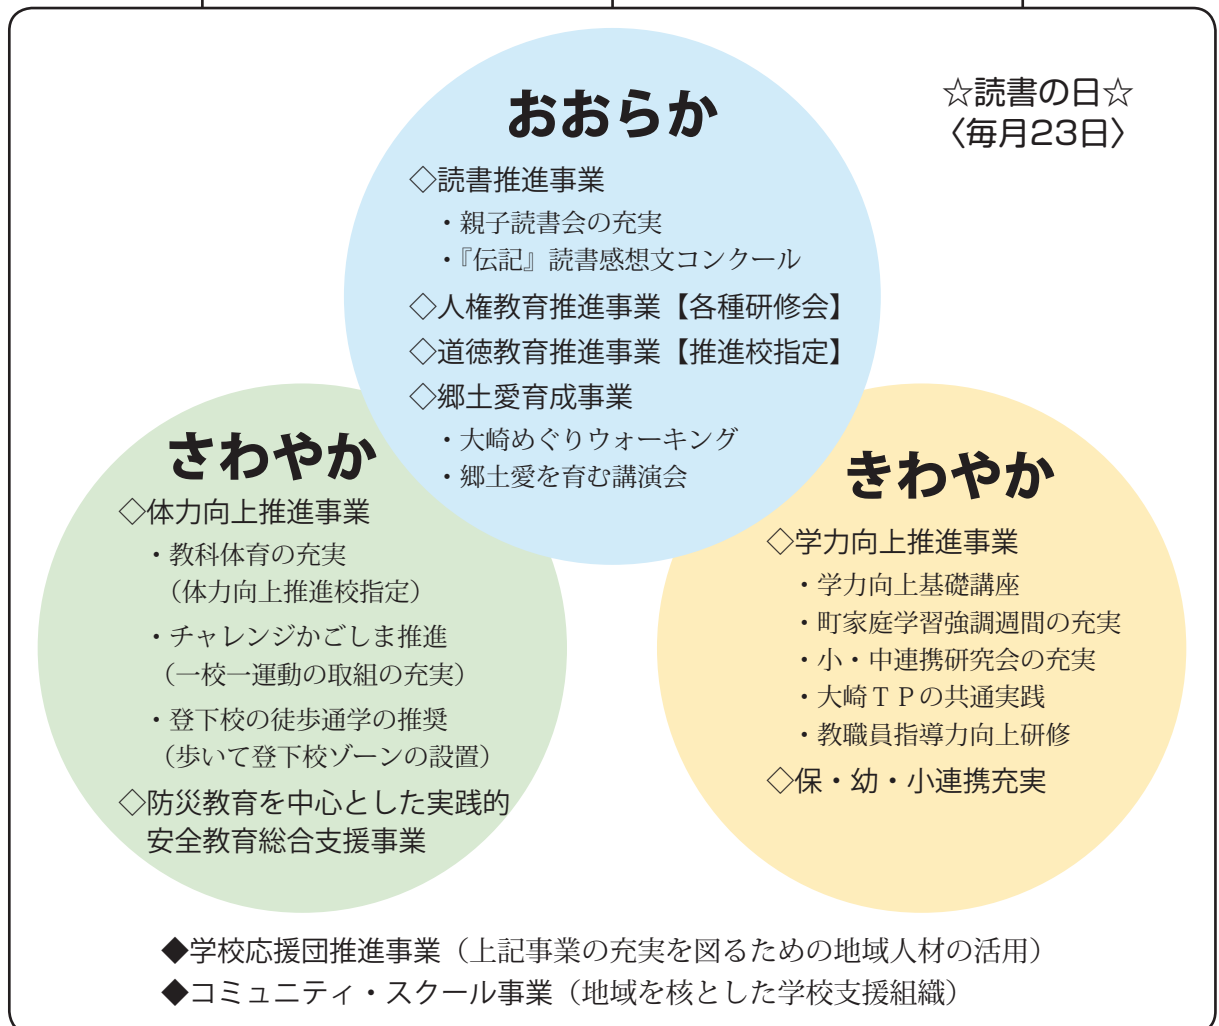 ☆読書の日☆
〈毎月23日〉
おおらか
◇読書推進事業
・親子読書会の充実
・『伝記』読書感想文コンクール
◇人権教育推進事業【各種研修会】
◇道徳教育推進事業【推進校指定】
◇郷土愛育成事業
・大崎めぐりウォーキング
・郷土愛を育む講演会
さわやか
◇体力向上推進事業
・教科体育の充実
（体力向上推進校指定）
・チャレンジかごしま推進
（一校一運動の取組の充実）
・登下校の徒歩通学の推奨
（歩いて登下校ゾーンの設置）
◇防災教育を中心とした実践的
安全教育総合支援事業
きわやか
◇学力向上推進事業
・学力向上基礎講座
・町家庭学習強調週間の充実
・小・中連携研究会の充実
・大崎ＴＰの共通実践
・教職員指導力向上研修
◇保・幼・小連携充実
◆学校応援団推進事業（上記事業の充実を図るための地域人材の活用）
◆コミュニティ・スクール事業（地域を核とした学校支援組織）